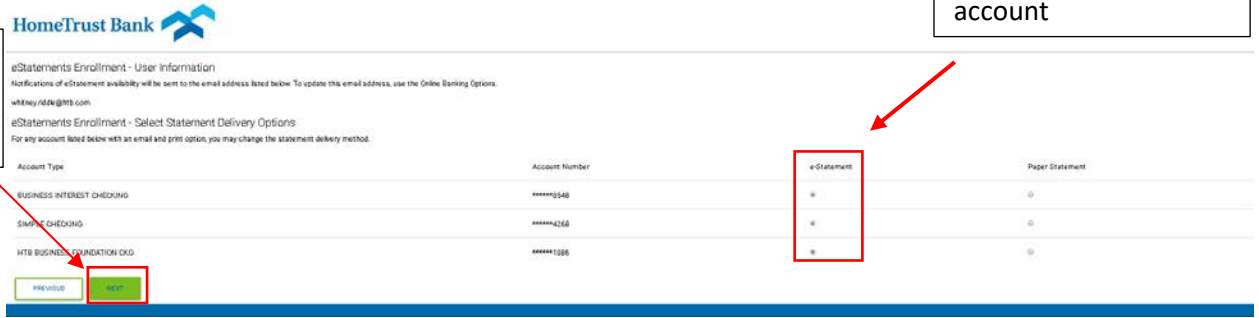 account
HomeTrust Bank
eStatements Enrollment - User Information
Notifications of eStatement availability will be sent to the email address listed below. To update this email address, use the Online Banking Options.
whitney.riddle@htb.com
eStatements Enrollment - Select Statement Delivery Options
For any account listed below with an email and print option, you may change the statement delivery method.
Account Type Account Number e-Statement Paper Statement
BUSINESS INTEREST CHECKING ******0548
SIMPLE CHECKING ******4268
HTB BUSINESS FOUNDATION CKG ******1086
PREVIOUS NEXT